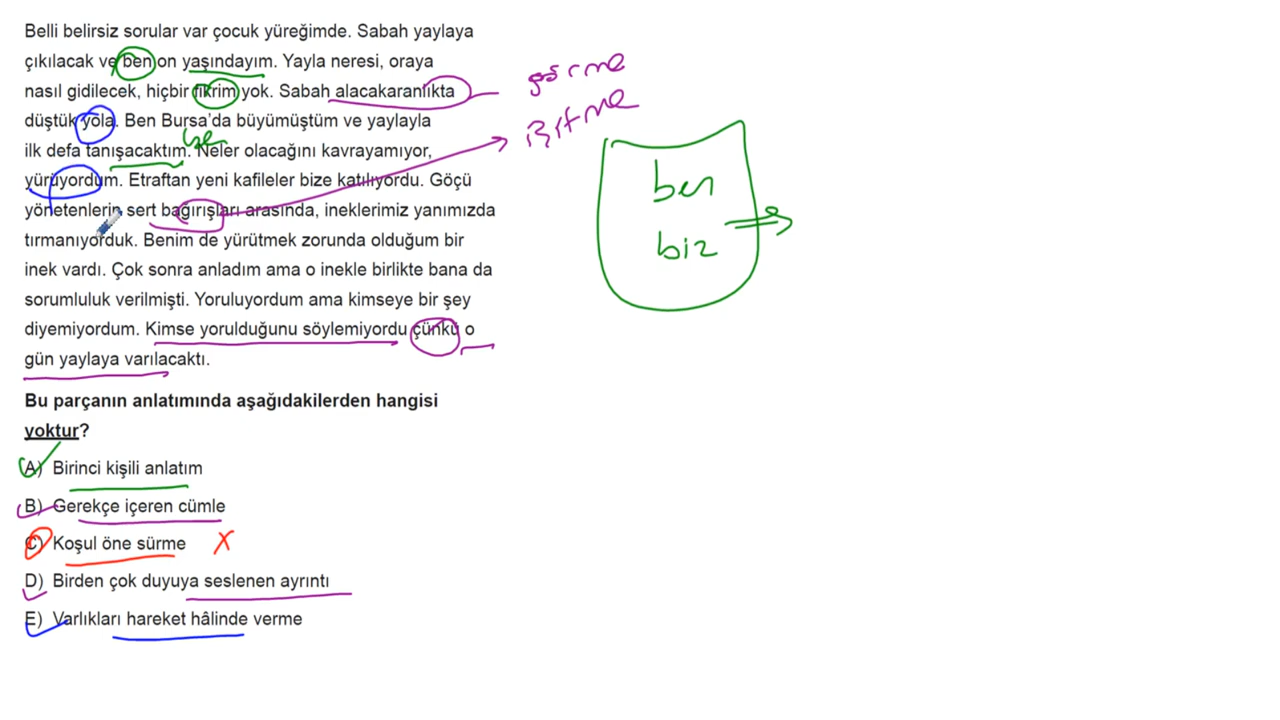 Belli belirsiz sorular var çocuk yüreğimde. Sabah yaylaya
çıkılacak ve ben on yaşındayım. Yayla neresi, oraya
nasıl gidilecek, hiçbir fikrim yok. Sabah alacakaranlıkta
düştük yola. Ben Bursa'da büyümüştüm ve yaylayla
ilk defa tanışacaktım. Neler olacağını kavrayamıyor,
yürüyordum. Etraftan yeni kafileler bize katılıyordu. Göçü
yönetenlerin sert bağırışları arasında, ineklerimiz yanımızda
tırmanıyorduk. Benim de yürütmek zorunda olduğum bir
inek vardı. Çok sonra anladım ama o inekle birlikte bana da
sorumluluk verilmişti. Yoruluyordum ama kimseye bir şey
diyemiyordum. Kimse yorulduğunu söylemiyordu çünkü o
gün yaylaya varılacaktı.
Bu parçanın anlatımında aşağıdakilerden hangisi
yoktur?
A) Birinci kişili anlatım
B) Gerekçe içeren cümle
C) Koşul öne sürme X
D) Birden çok duyuya seslenen ayrıntı
E) Varlıkları hareket hâlinde verme
görme
işitme
ben
ben
biz